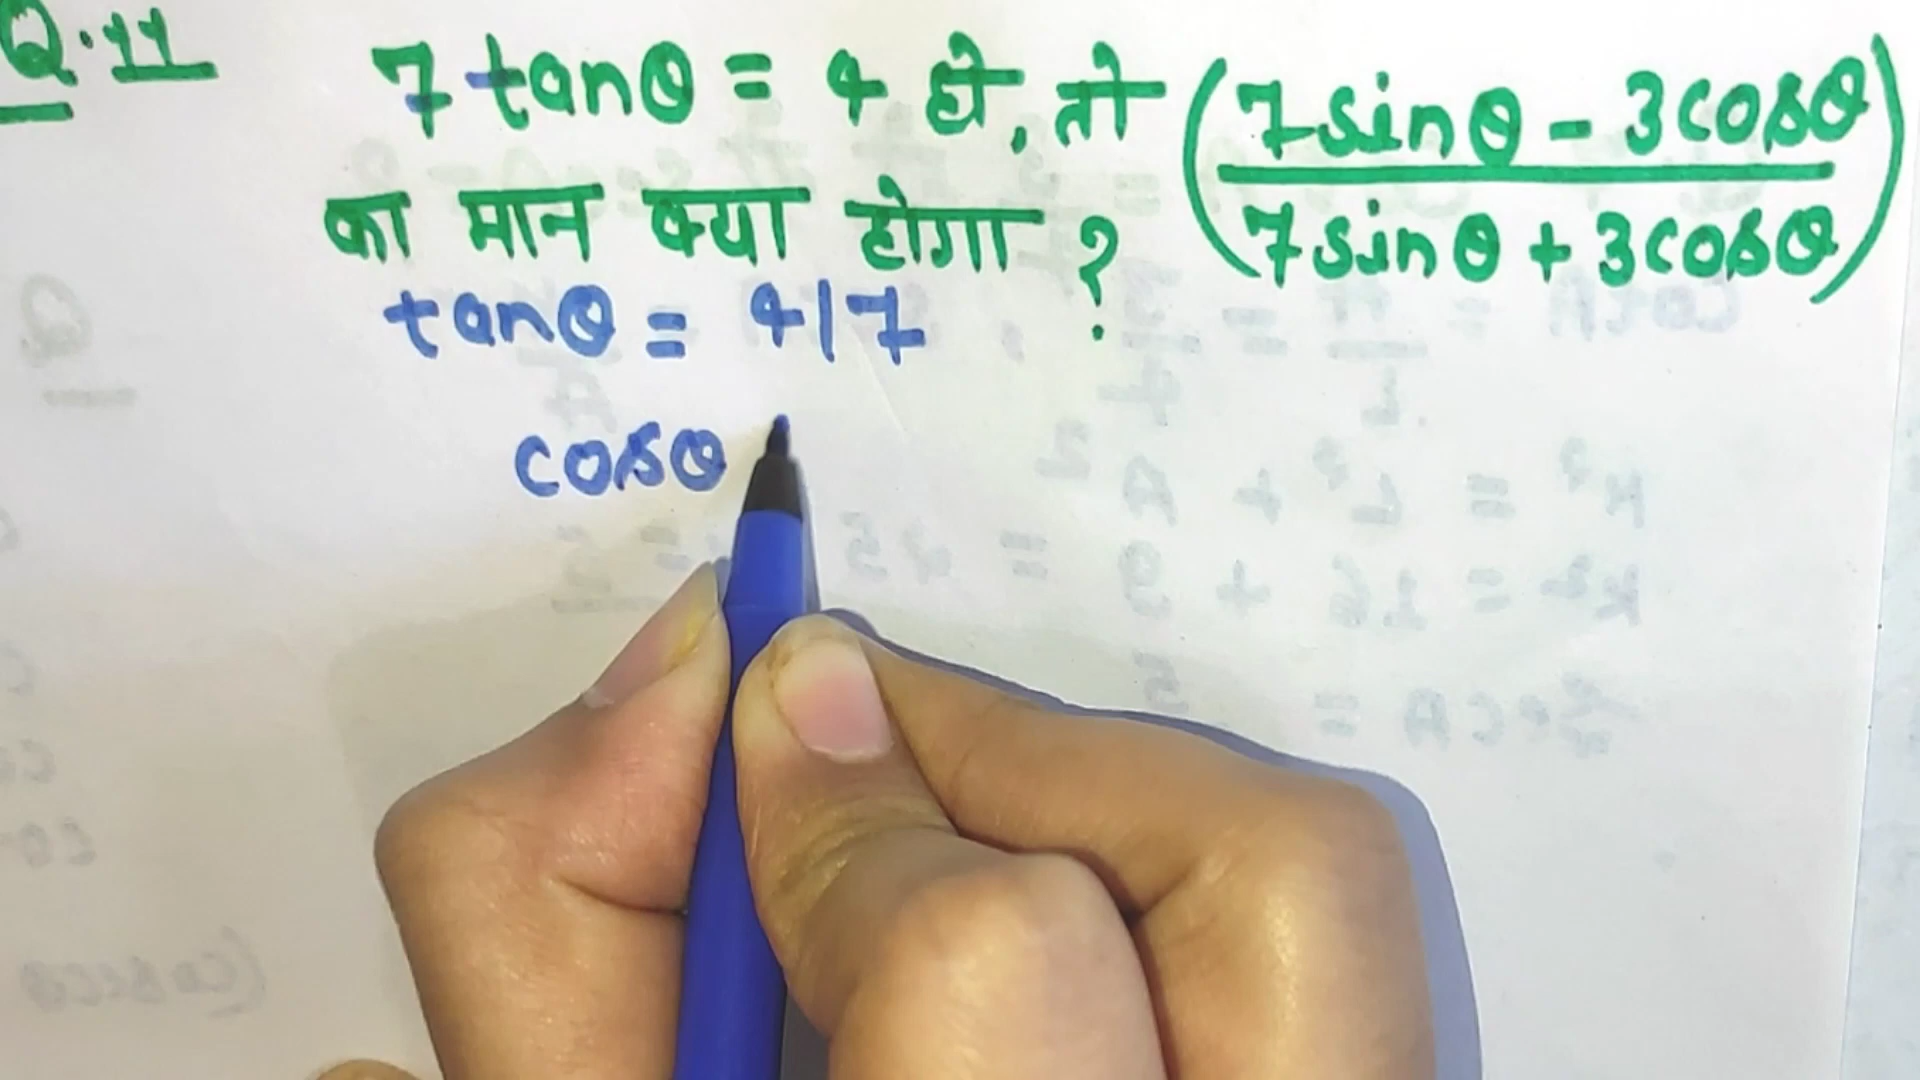 Q.11 7 tanθ = 4 हो, तो (7sinθ - 3cosθ / 7sinθ + 3cosθ)
का मान क्या होगा ?
tanθ = 4/7
cosθ